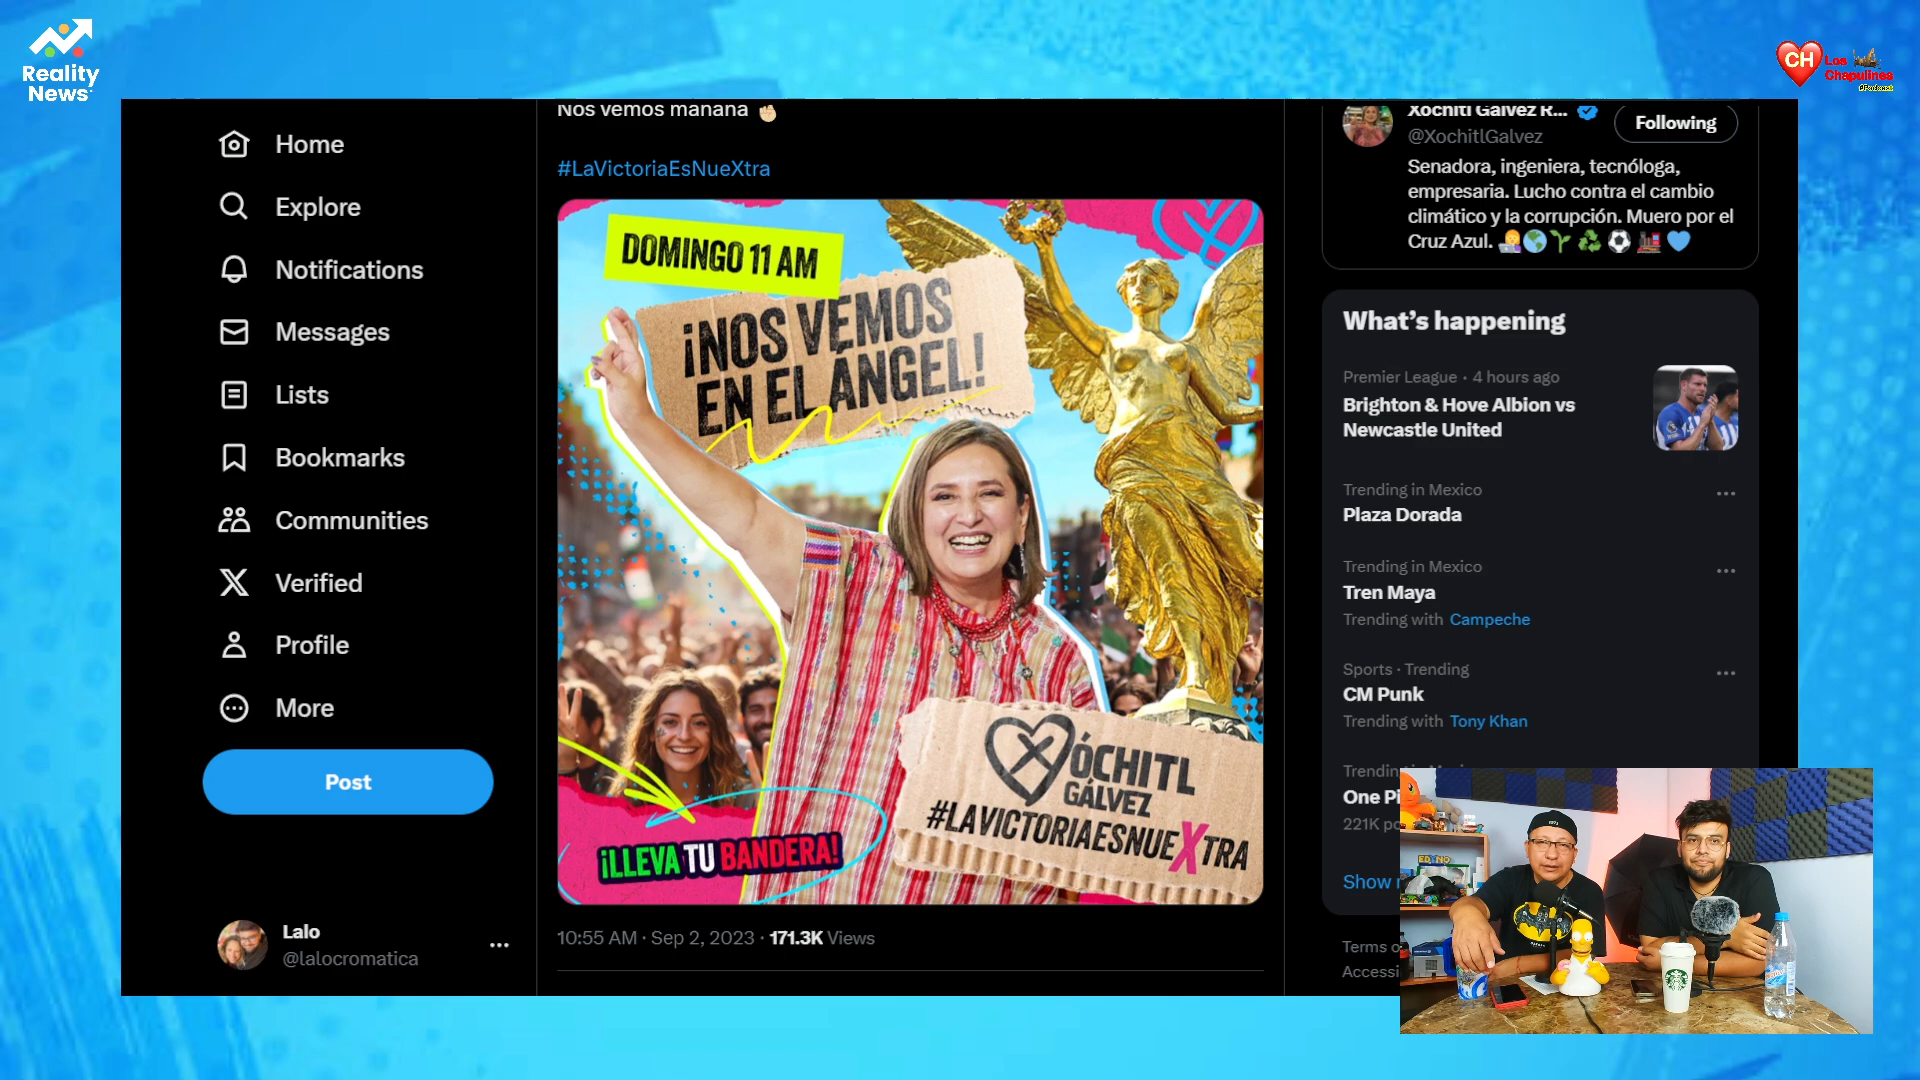 Reality
News
CH
Los
Chapulines
Home
Explore
Notifications
Messages
Lists
Bookmarks
Communities
Verified
Profile
More
Post
Lalo
@lalocromatica
Nos vemos mañana
#LaVictoriaEsNueXtra
DOMINGO 11 AM
¡NOS VEMOS
EN EL ÁNGEL!
XÓCHITL
GÁLVEZ
#LAVICTORIAESNUEXTRA
¡LLEVA TU BANDERA!
10:55 AM · Sep 2, 2023 · 171.3K Views
Xóchitl Gálvez R...
@XochitlGalvez
Following
Senadora, ingeniera, tecnóloga,
empresaria. Lucho contra el cambio
climático y la corrupción. Muero por el
Cruz Azul.
What's happening
Premier League · 4 hours ago
Brighton & Hove Albion vs
Newcastle United
Trending in Mexico
Plaza Dorada
Trending in Mexico
Tren Maya
Trending with Campeche
Sports · Trending
CM Punk
Trending with Tony Khan
One Pi
221K po
Show
Terms o
Accessi